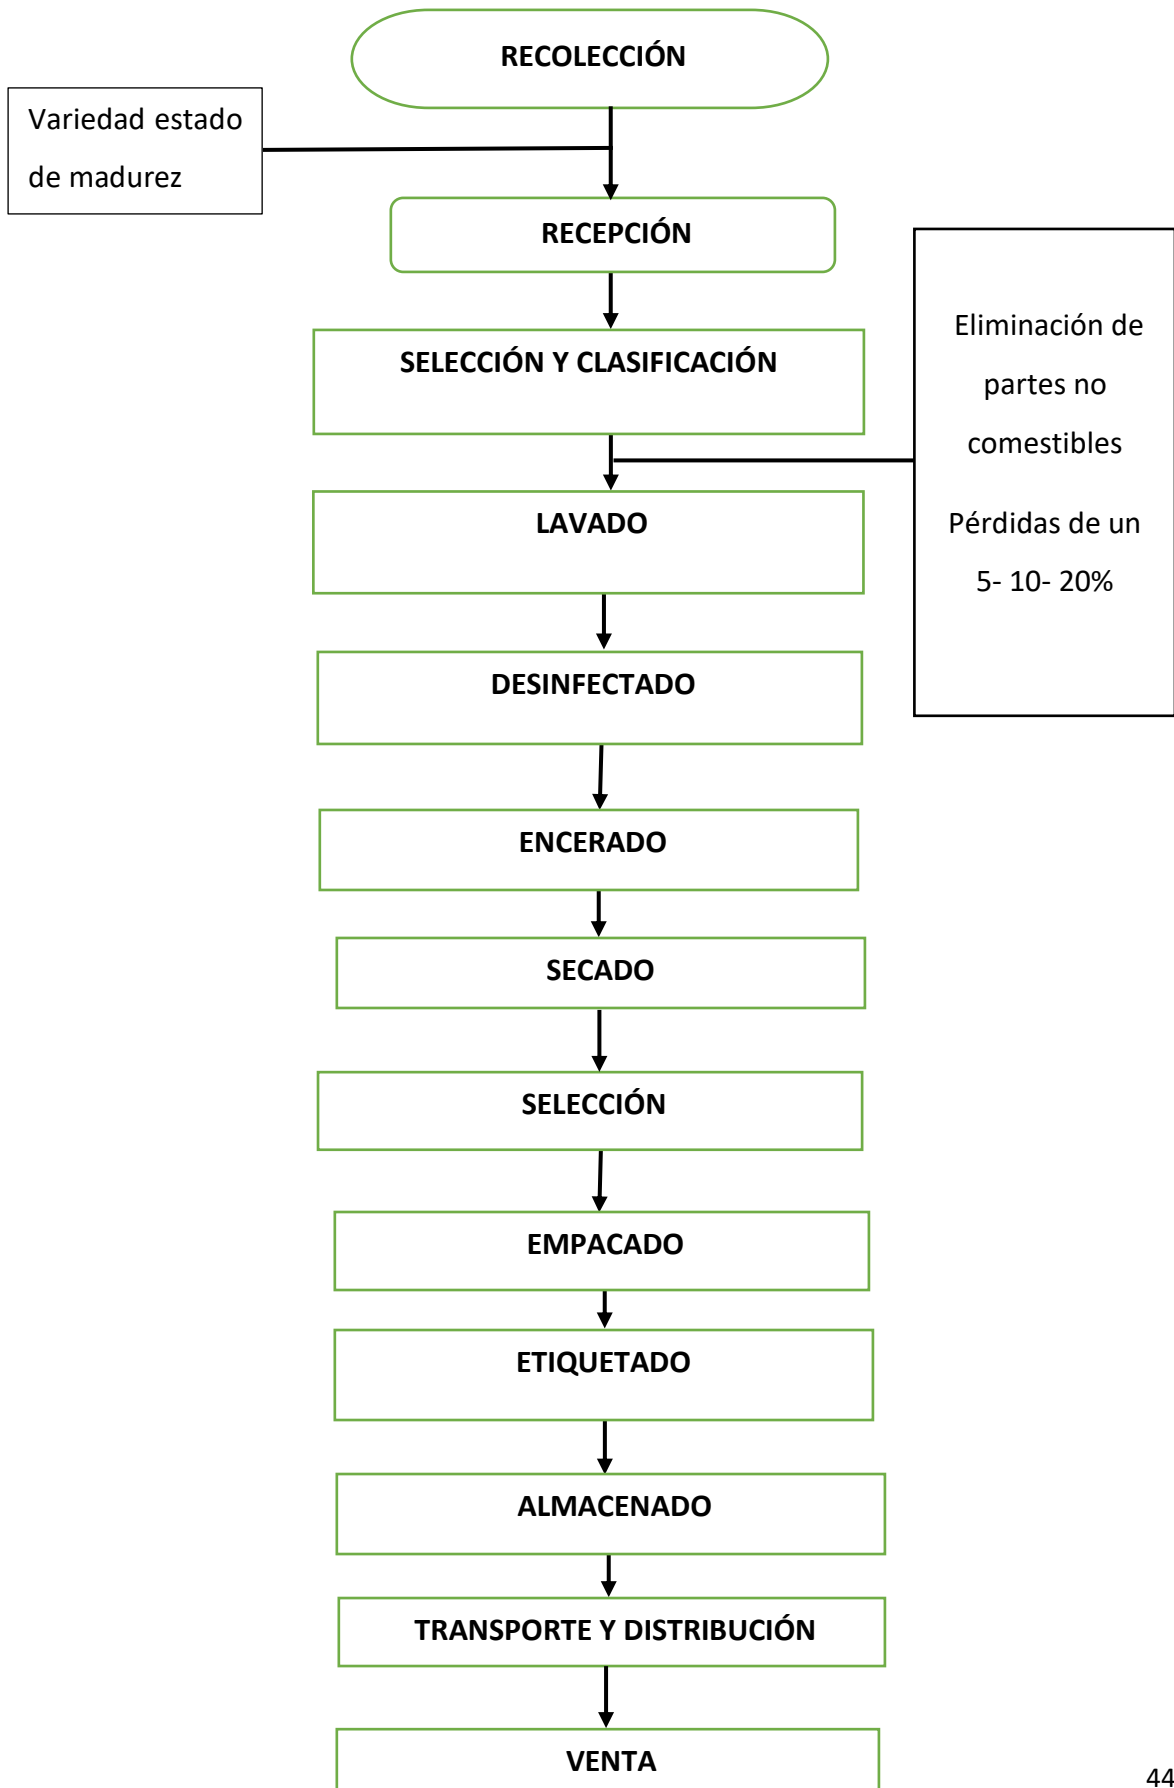 RECOLECCIÓN
Variedad estado
de madurez
RECEPCIÓN
SELECCIÓN Y CLASIFICACIÓN
Eliminación de
partes no
comestibles
Pérdidas de un
5- 10- 20%
LAVADO
DESINFECTADO
ENCERADO
SECADO
SELECCIÓN
EMPACADO
ETIQUETADO
ALMACENADO
TRANSPORTE Y DISTRIBUCIÓN
VENTA
44